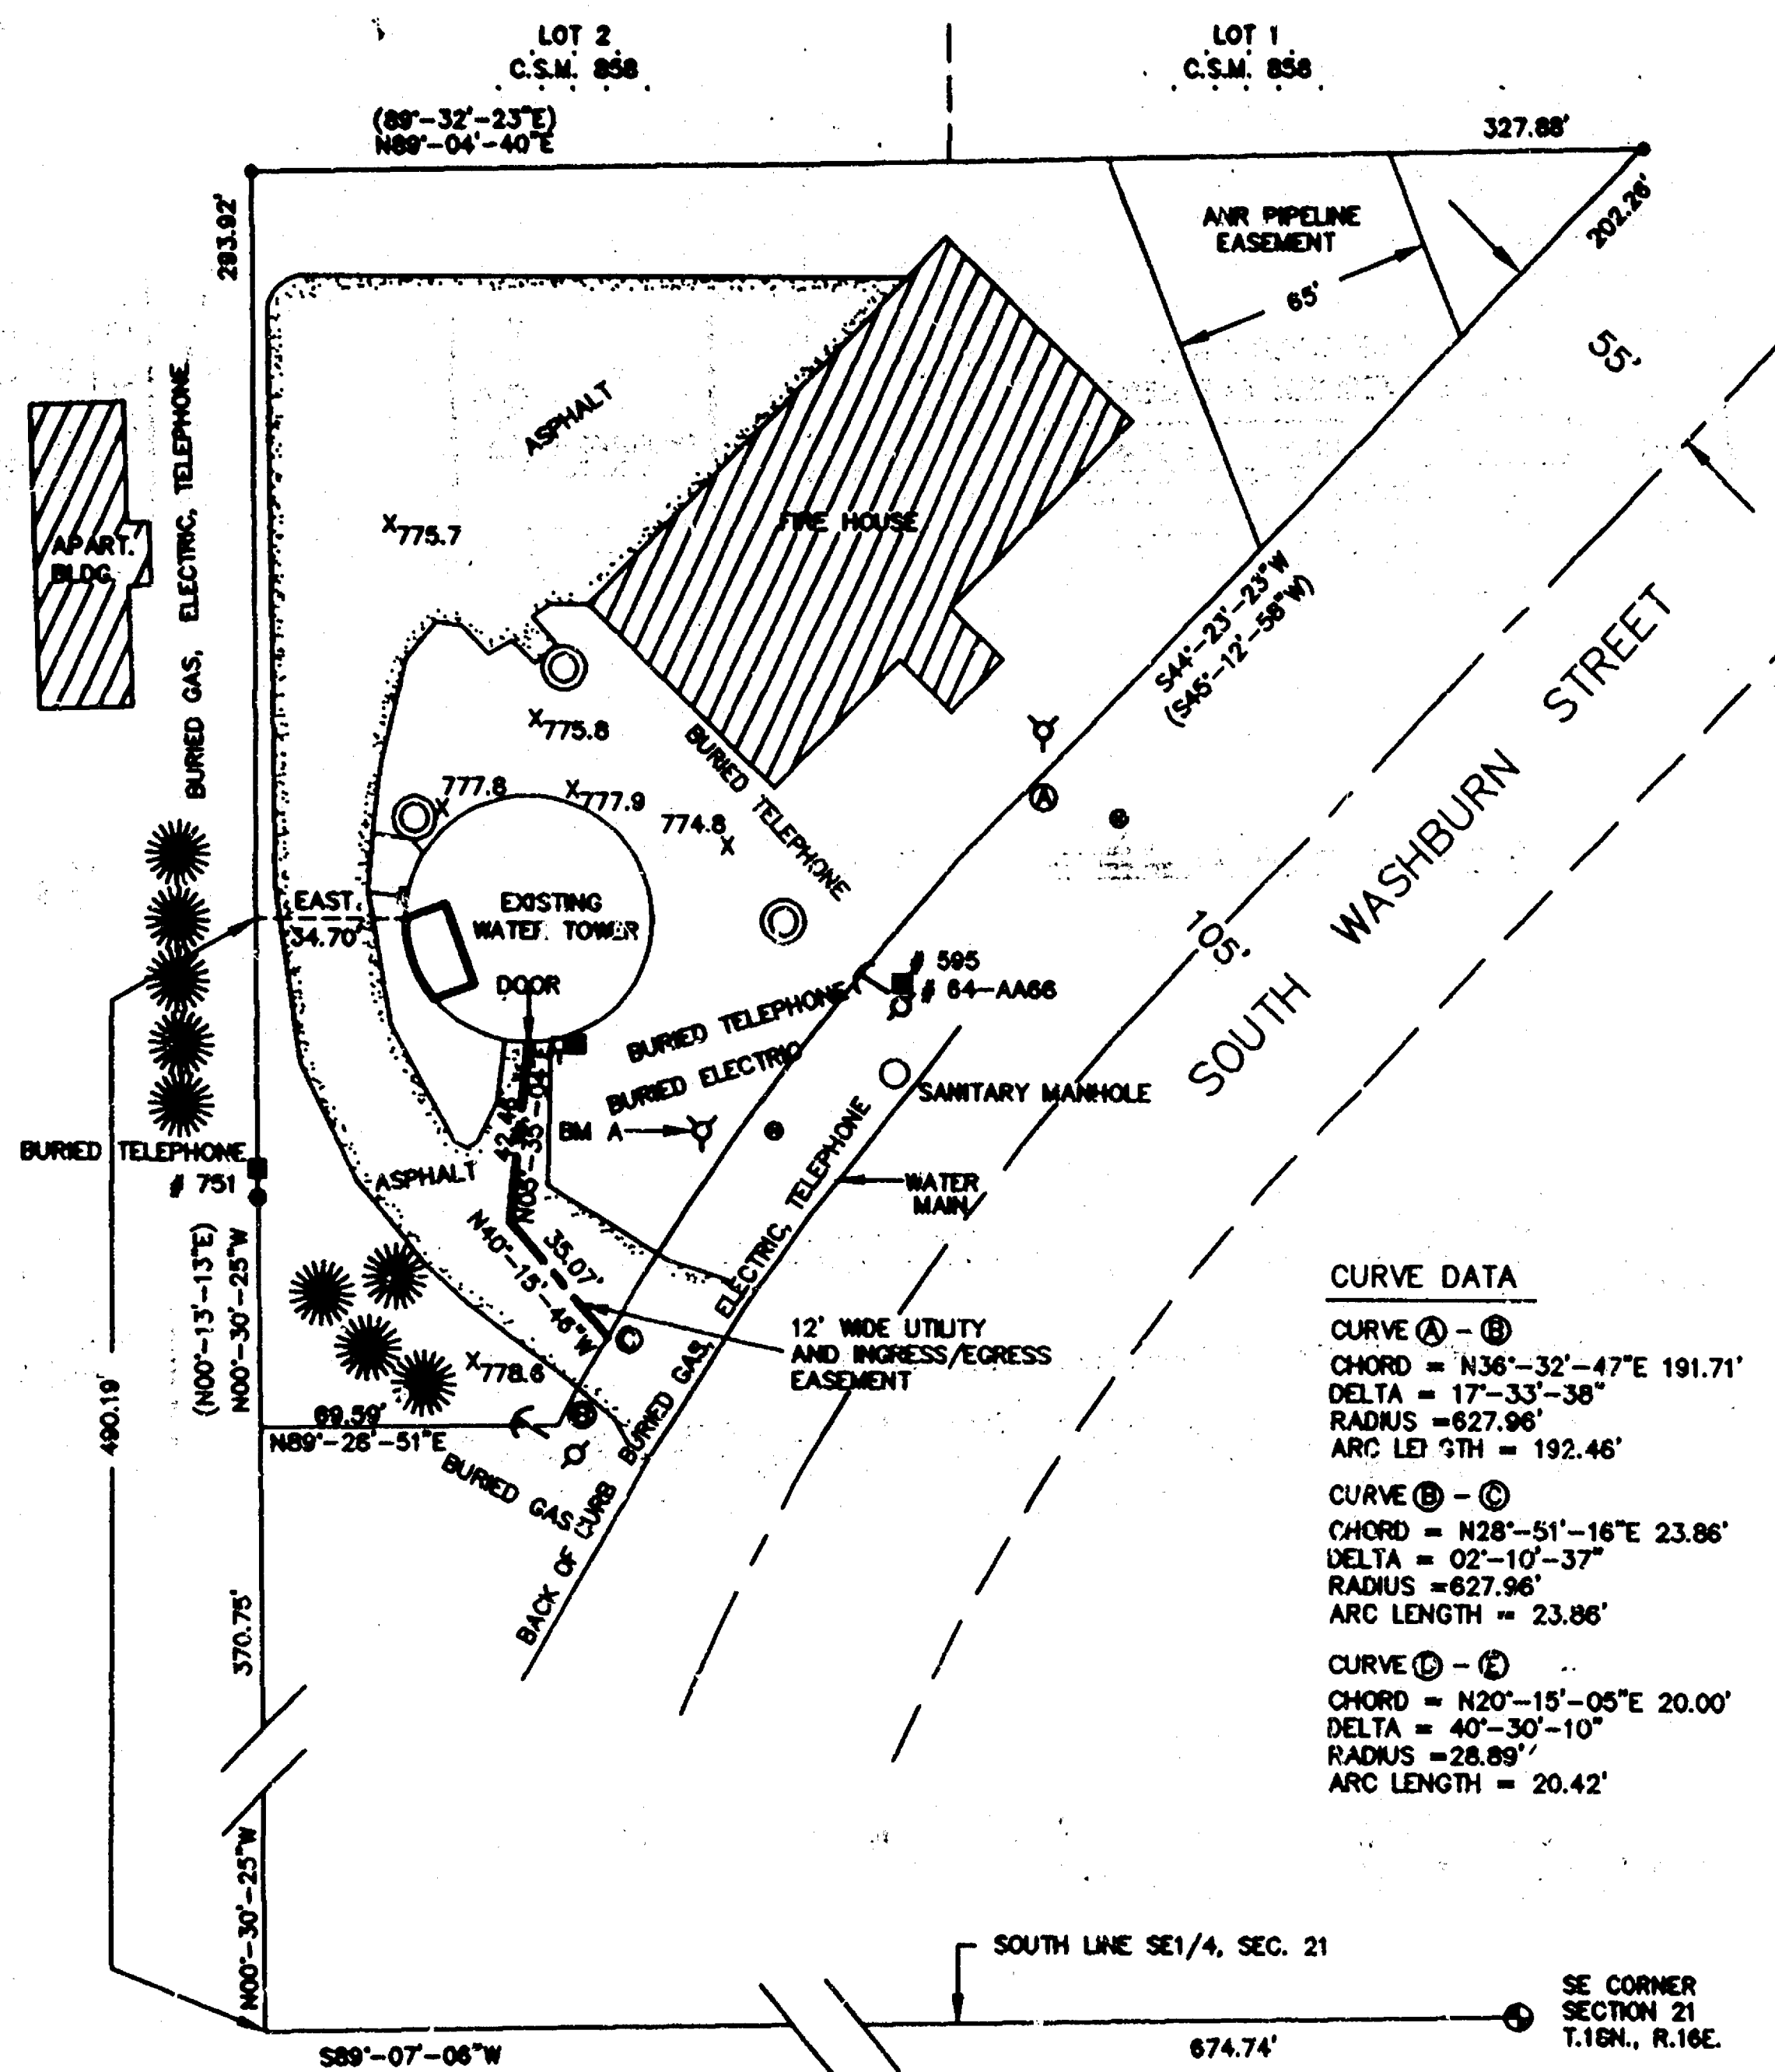 LOT 2
C.S.M. 858
LOT 1
C.S.M. 858
(89°-32'-23"E)
N89°-04'-40"E
327.88'
293.92'
202.26'
ANR PIPELINE
EASEMENT
65'
55'
ASPHALT
BURIED GAS, ELECTRIC, TELEPHONE
APART.
BLDG.
X775.7
FIRE HOUSE
S44°-23'-23"W
(S45°-12'-58"W)
SOUTH WASHBURN STREET
X775.8
BURIED TELEPHONE
777.8
X
X777.9
774.8
X
A
EAST
34.70'
EXISTING
WATER TOWER
DOOR
105'
# 595
# 64-AA66
BURIED TELEPHONE
BURIED ELECTRIC
SANITARY MANHOLE
BM A
BURIED TELEPHONE
# 751
ASPHALT
WATER
MAIN
(N00°-13'-13"E)
N00°-30'-25"W
N40°-15'-46"W
35.07'
C
12' WIDE UTILITY
AND INGRESS/EGRESS
EASEMENT
X778.6
490.19'
69.59'
N89°-28'-51"E
B
BURIED GAS
BACK OF CURB
BURIED GAS, ELECTRIC, TELEPHONE
370.75'
CURVE DATA
CURVE A - B
CHORD = N36°-32'-47"E 191.71'
DELTA = 17°-33'-38"
RADIUS =627.96'
ARC LENGTH = 192.46'
CURVE B - C
CHORD = N28°-51'-16"E 23.86'
DELTA = 02°-10'-37"
RADIUS =627.96'
ARC LENGTH = 23.86'
CURVE D - E
CHORD = N20°-15'-05"E 20.00'
DELTA = 40°-30'-10"
RADIUS =28.89'
ARC LENGTH = 20.42'
N00°-30'-25"W
SOUTH LINE SE1/4, SEC. 21
SE CORNER
SECTION 21
T.18N., R.16E.
S89°-07'-06"W
674.74'